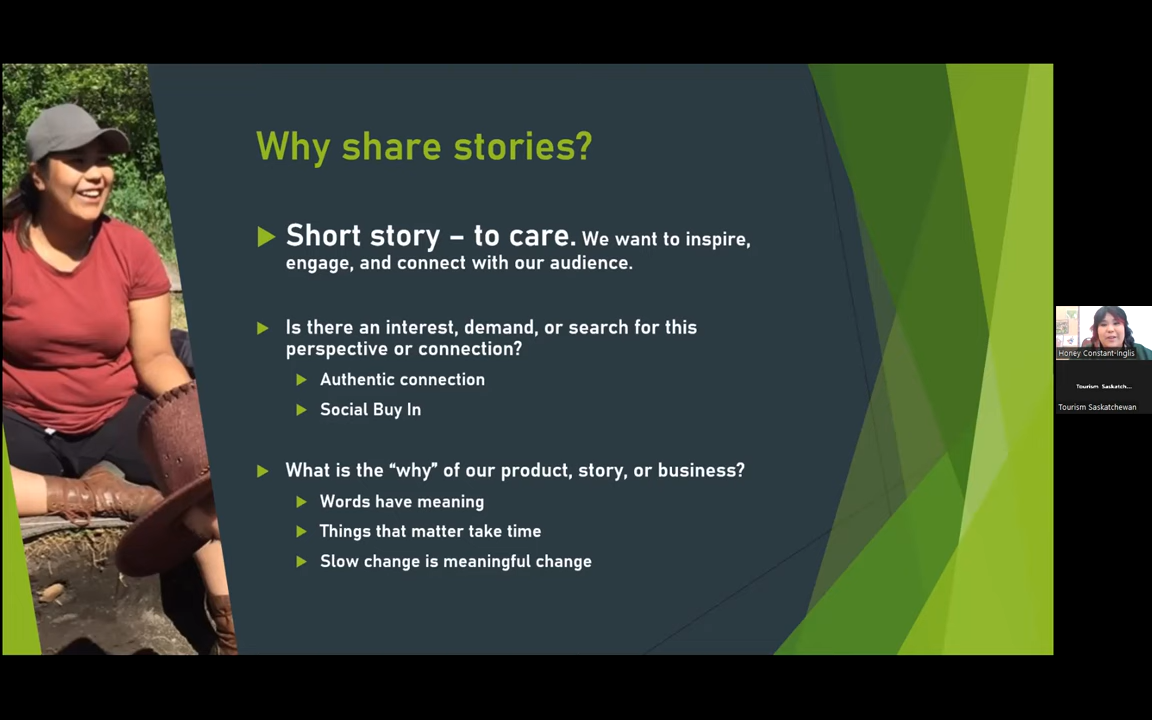 Why share stories?
Short story – to care. We want to inspire,
engage, and connect with our audience.
Is there an interest, demand, or search for this
perspective or connection?
Authentic connection
Social Buy In
What is the “why” of our product, story, or business?
Words have meaning
Things that matter take time
Slow change is meaningful change
Honey Constant-Inglis
Tourism Saskatch...
Tourism Saskatchewan